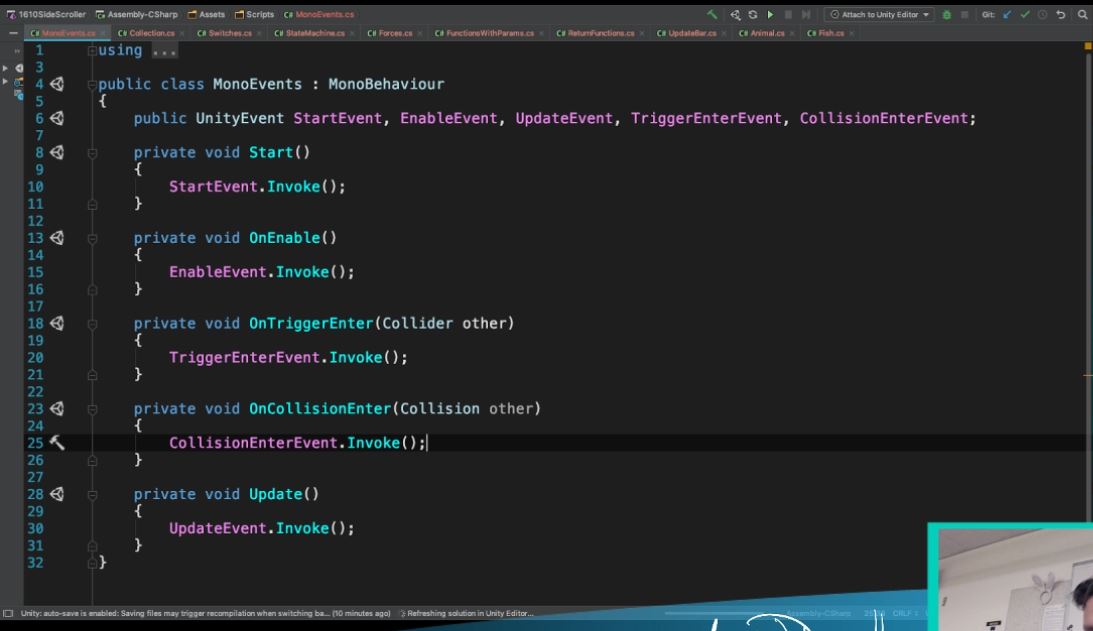 1610SideScroller Assembly-CSharp Assets Scripts C# MonoEvents.cs Attach to Unity Editor Git:
C# MonoEvents.cs C# Collection.cs C# Switches.cs C# StateMachine.cs C# Forces.cs C# FunctionsWithParams.cs C# ReturnFunctions.cs C# UpdateBar.cs C# Animal.cs C# Fish.cs
1 using ...
3
4 public class MonoEvents : MonoBehaviour
5 {
6 public UnityEvent StartEvent, EnableEvent, UpdateEvent, TriggerEnterEvent, CollisionEnterEvent;
7
8 private void Start()
9 {
10 StartEvent.Invoke();
11 }
12
13 private void OnEnable()
14 {
15 EnableEvent.Invoke();
16 }
17
18 private void OnTriggerEnter(Collider other)
19 {
20 TriggerEnterEvent.Invoke();
21 }
22
23 private void OnCollisionEnter(Collision other)
24 {
25 CollisionEnterEvent.Invoke();
26 }
27
28 private void Update()
29 {
30 UpdateEvent.Invoke();
31 }
32 }
Unity: auto-save is enabled: Saving files may trigger recompilation when switching ba... (10 minutes ago) Refreshing solution in Unity Editor... Assembly-CSharp CRLF